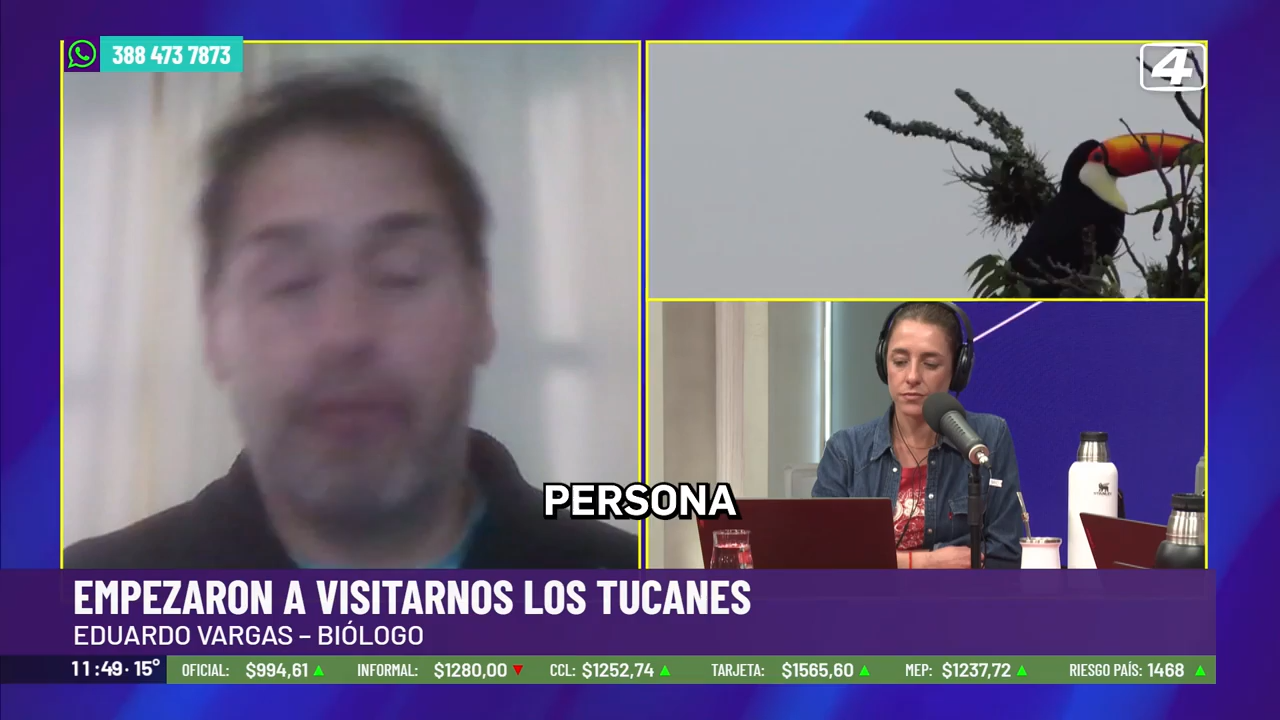 388 473 7873
4
PERSONA
STANLEY
EMPEZARON A VISITARNOS LOS TUCANES
EDUARDO VARGAS – BIÓLOGO
11:49 · 15° OFICIAL: $994,61 INFORMAL: $1280,00 CCL: $1252,74 TARJETA: $1565,60 MEP: $1237,72 RIESGO PAÍS: 1468